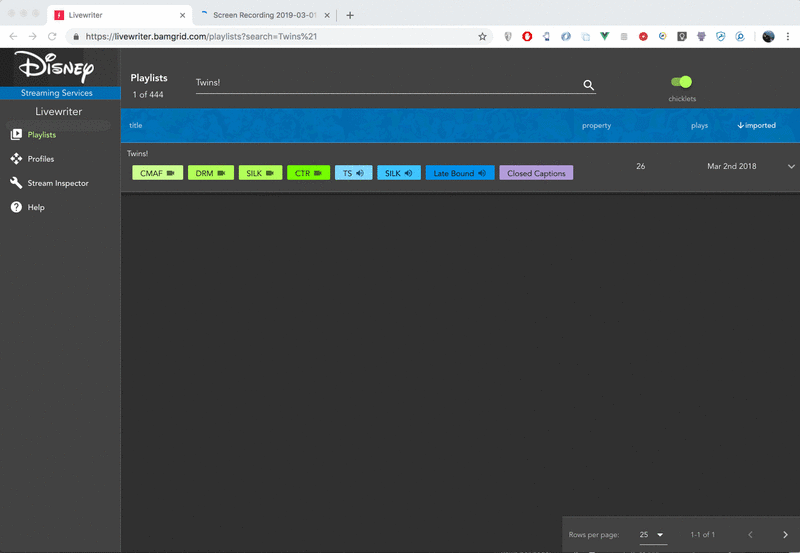 Livewriter
Screen Recording 2019-03-01
https://livewriter.bamgrid.com/playlists?search=Twins%21
Disney
Streaming Services
Livewriter
Playlists
Profiles
Stream Inspector
Help
Playlists
1 of 444
Twins!
chicklets
title property plays imported
Twins!
CMAF DRM SILK CTR TS SILK Late Bound Closed Captions
26
Mar 2nd 2018
Rows per page: 25 1-1 of 1